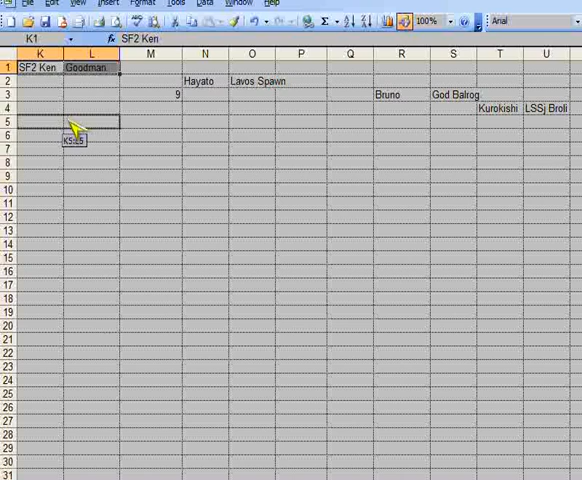 File Edit View Insert Format Tools Data Window Help
100% Arial
K1 fx SF2 Ken
K L M N O P Q R S T U
1 SF2 Ken Goodman
2 Hayato Lavos Spawn
3 9 Bruno God Balrog
4 Kurokishi LSSj Broli
5
6 K5:L5
7
8
9
10
11
12
13
14
15
16
17
18
19
20
21
22
23
24
25
26
27
28
29
30
31